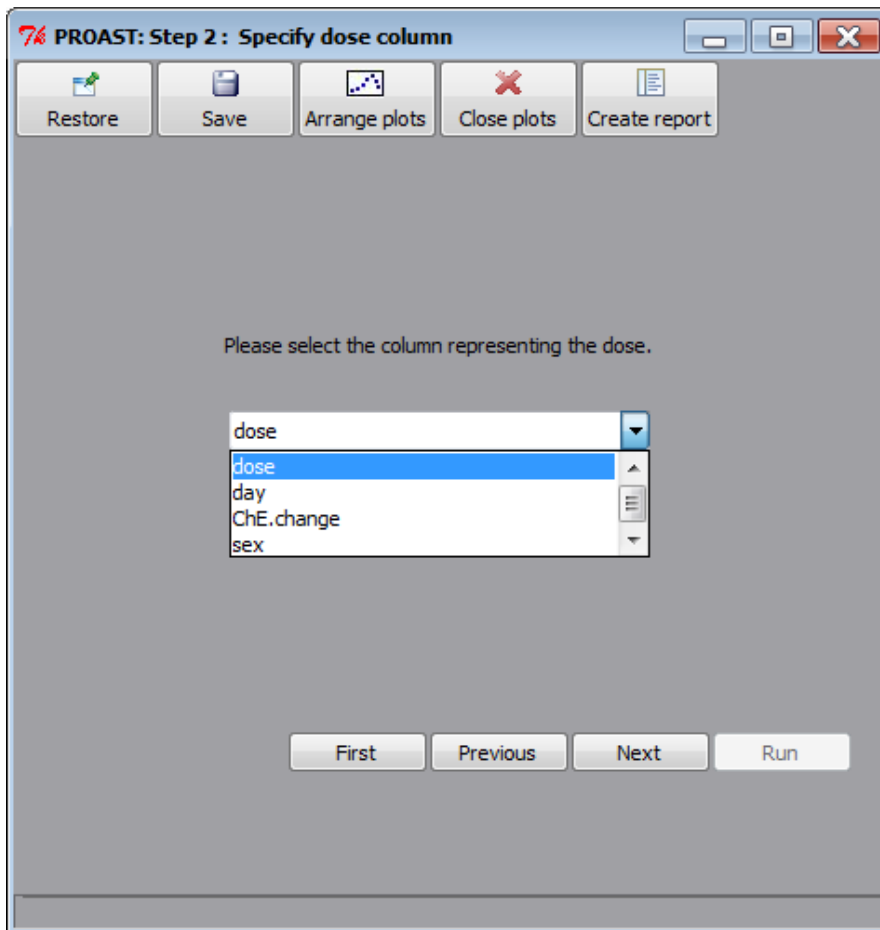 PROAST: Step 2 : Specify dose column
Restore Save Arrange plots Close plots Create report
Please select the column representing the dose.
dose
dose
day
ChE.change
sex
First Previous Next Run